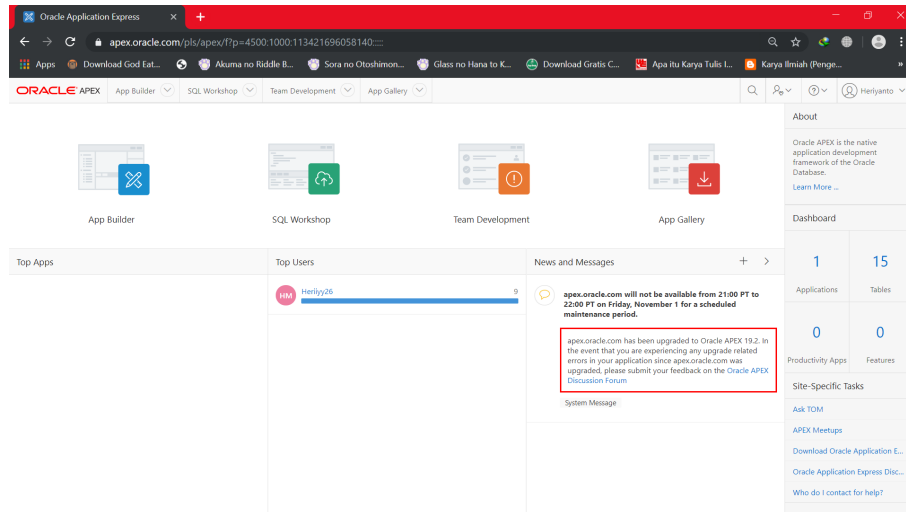 Oracle Application Express
apex.oracle.com/pls/apex/f?p=4500:1000:113421696058140:::::
Apps Download God Eat... Akuma no Riddle B... Sora no Otoshimon... Glass no Hana to K... Download Gratis C... Apa itu Karya Tulis I... Karya Ilmiah (Penge... »
ORACLE APEX App Builder SQL Workshop Team Development App Gallery Heriyanto
App Builder SQL Workshop Team Development App Gallery
Top Apps
Top Users
HM Heriiyy26 9
News and Messages
apex.oracle.com will not be available from 21:00 PT to
22:00 PT on Friday, November 1 for a scheduled
maintenance period.
apex.oracle.com has been upgraded to Oracle APEX 19.2. In
the event that you are experiencing any upgrade related
errors in your application since apex.oracle.com was
upgraded, please submit your feedback on the Oracle APEX
Discussion Forum
System Message
About
Oracle APEX is the
native
application development
framework of the Oracle
Database.
Learn More ...
Dashboard
1 15
Applications Tables
0 0
Productivity Apps Features
Site-Specific Tasks
Ask TOM
APEX Meetups
Download Oracle Application E...
Oracle Application Express Disc...
Who do I contact for help?